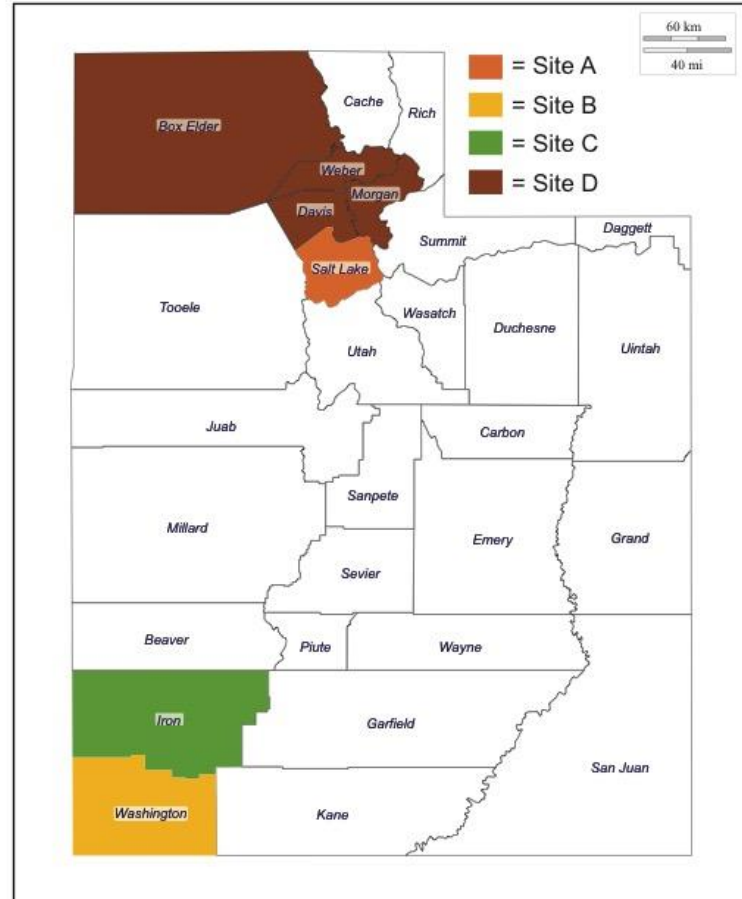 60 km
40 mi
= Site A
= Site B
= Site C
= Site D
Cache
Rich
Box Elder
Weber
Morgan
Davis
Summit
Daggett
Salt Lake
Tooele
Wasatch
Duchesne
Uintah
Utah
Juab
Carbon
Sanpete
Millard
Emery
Grand
Sevier
Beaver
Piute
Wayne
Iron
Garfield
San Juan
Washington
Kane